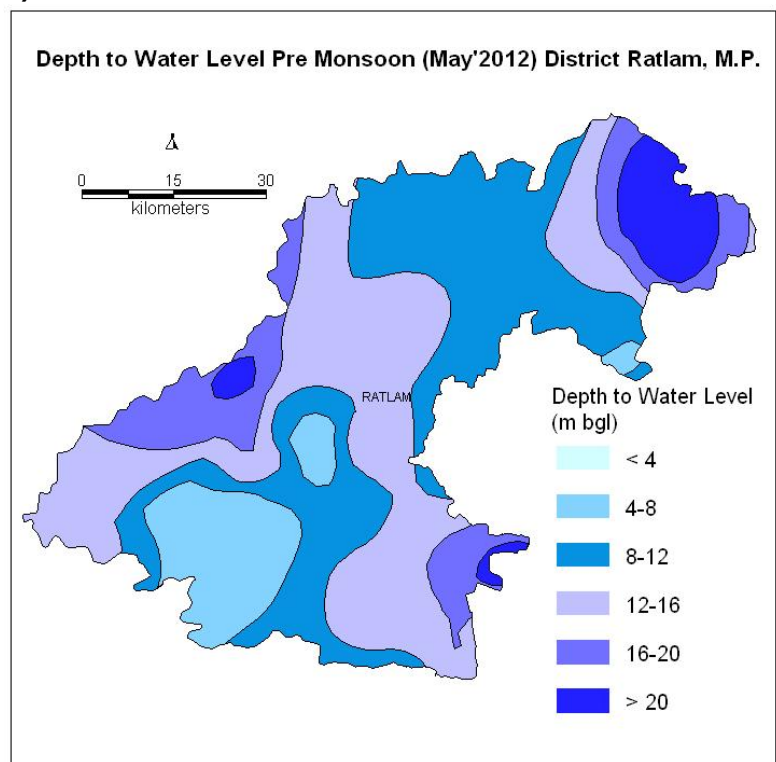 Depth to Water Level Pre Monsoon (May'2012) District Ratlam, M.P.
0 15 30
kilometers
RATLAM
Depth to Water Level
(m bgl)
< 4
4-8
8-12
12-16
16-20
> 20